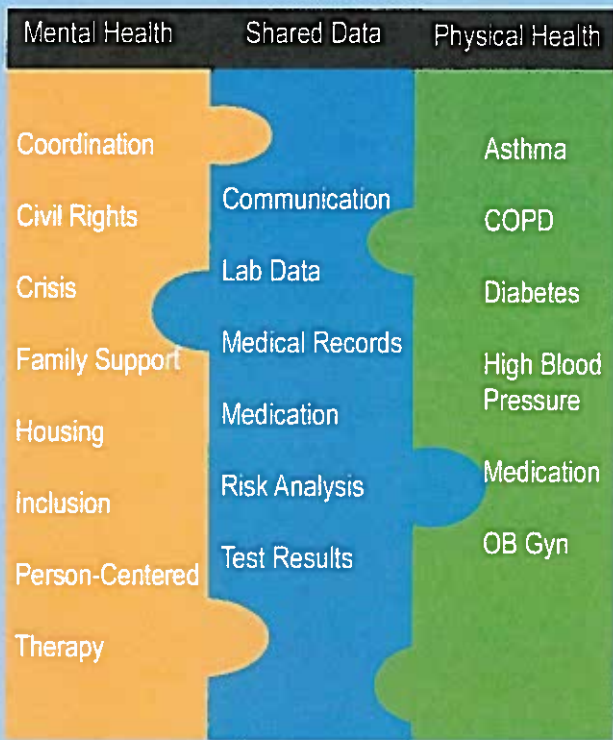 Mental Health
Shared Data
Physical Health
Coordination
Civil Rights
Crisis
Family Support
Housing
Inclusion
Person-Centered
Therapy
Communication
Lab Data
Medical Records
Medication
Risk Analysis
Test Results
Asthma
COPD
Diabetes
High Blood
Pressure
Medication
OB Gyn